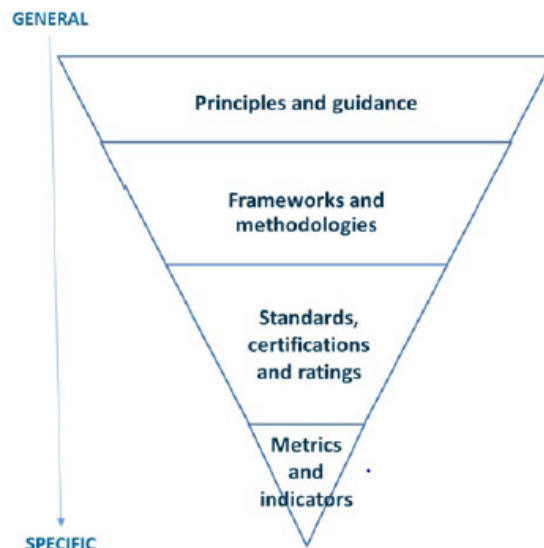 GENERAL
Principles and guidance
Frameworks and
methodologies
Standards,
certifications
and ratings
Metrics
and
indicators
SPECIFIC